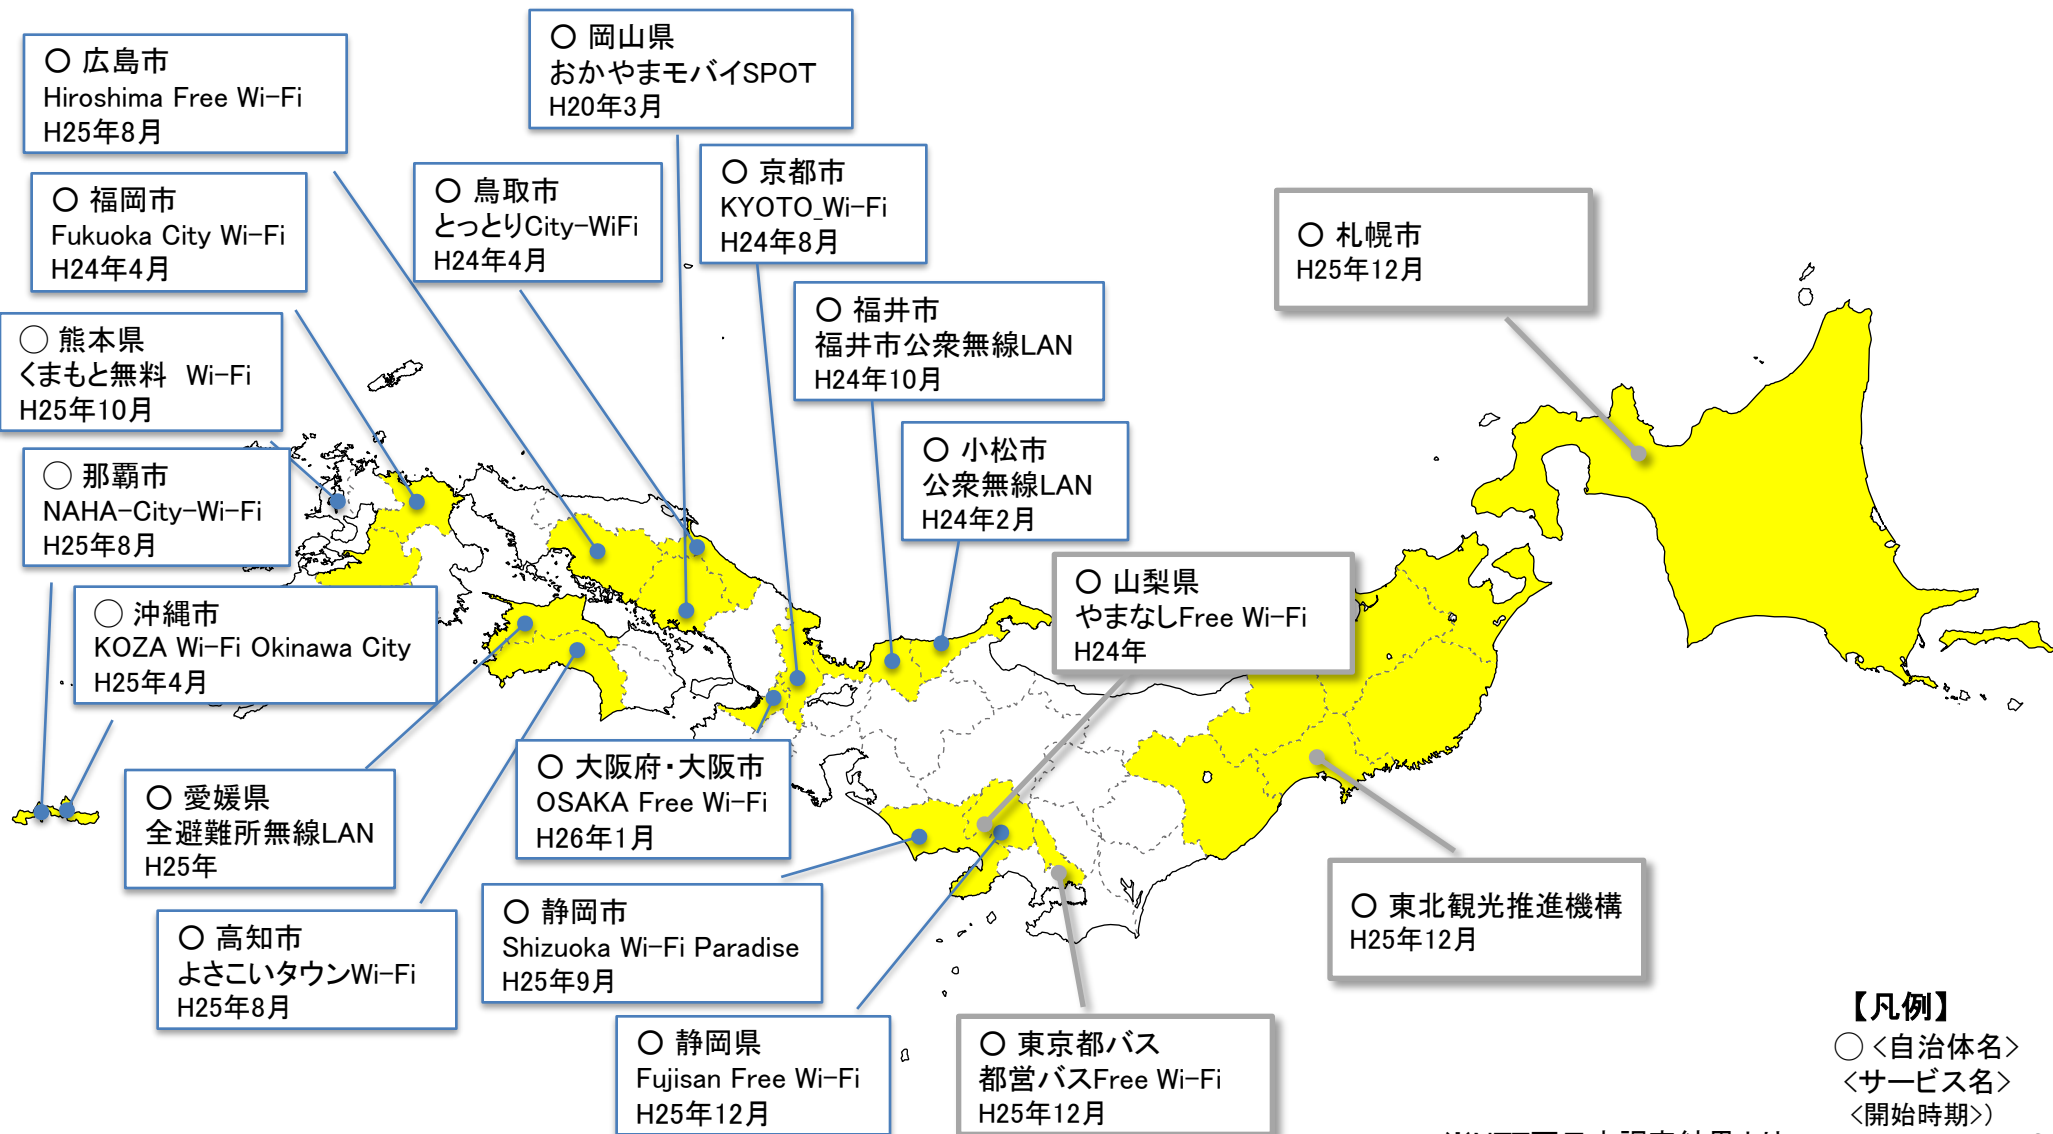 〇 広島市
Hiroshima Free Wi-Fi
H25年8月
〇 岡山県
おかやまモバイSPOT
H20年3月
〇 福岡市
Fukuoka City Wi-Fi
H24年4月
〇 鳥取市
とっとりCity-WiFi
H24年4月
〇 京都市
KYOTO_Wi-Fi
H24年8月
〇 札幌市
H25年12月
〇 福井市
福井市公衆無線LAN
H24年10月
◯ 熊本県
くまもと無料 Wi-Fi
H25年10月
〇 小松市
公衆無線LAN
H24年2月
◯ 那覇市
NAHA-City-Wi-Fi
H25年8月
〇 山梨県
やまなしFree Wi-Fi
H24年
◯ 沖縄市
KOZA Wi-Fi Okinawa City
H25年4月
〇 大阪府・大阪市
OSAKA Free Wi-Fi
H26年1月
〇 愛媛県
全避難所無線LAN
H25年
〇 静岡市
Shizuoka Wi-Fi Paradise
H25年9月
〇 東北観光推進機構
H25年12月
〇 高知市
よさこいタウンWi-Fi
H25年8月
〇 静岡県
Fujisan Free Wi-Fi
H25年12月
〇 東京都バス
都営バスFree Wi-Fi
H25年12月
【凡例】
◯ <自治体名>
<サービス名>
<開始時期>)